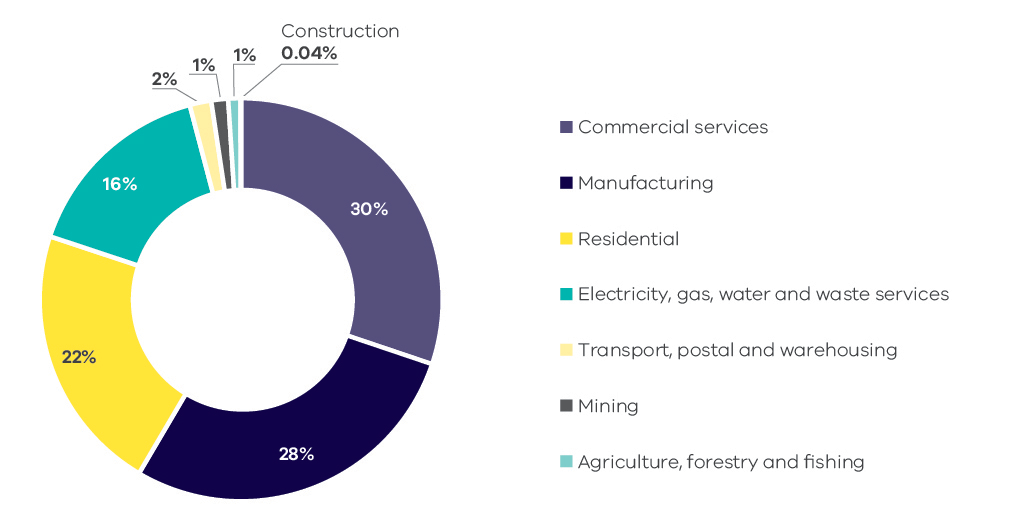 Construction
0.04%
1%
1%
2%
16%
30%
22%
28%
Commercial services
Manufacturing
Residential
Electricity, gas, water and waste services
Transport, postal and warehousing
Mining
Agriculture, forestry and fishing